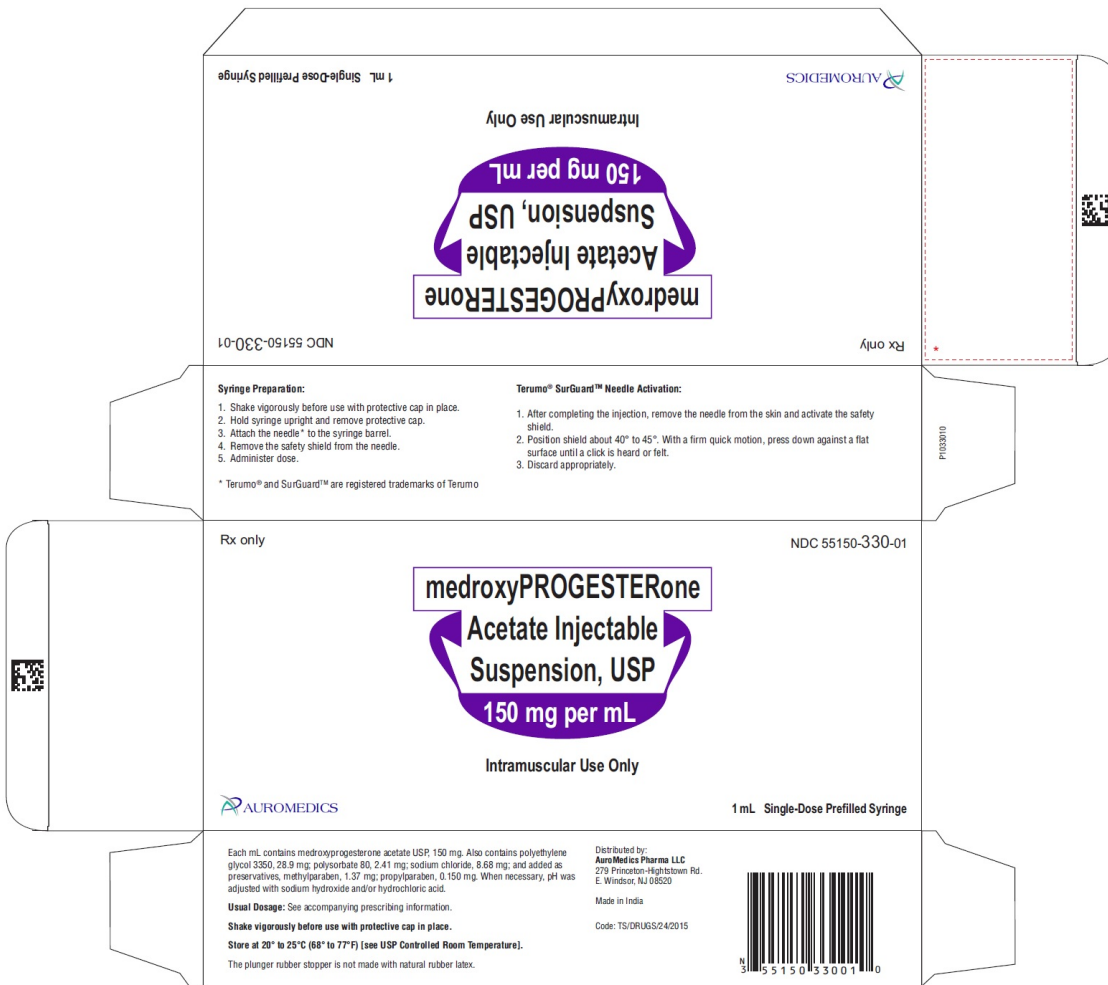 1 mL   Single-Dose Prefilled Syringe
AUROMEDICS
Intramuscular Use Only
150 mg per mL
Suspension, USP
Acetate Injectable
medroxyPROGESTERone
NDC 55150-330-01
Rx only
*
Syringe Preparation:
1. Shake vigorously before use with protective cap in place.
2. Hold syringe upright and remove protective cap.
3. Attach the needle* to the syringe barrel.
4. Remove the safety shield from the needle.
5. Administer dose.
* Terumo® and SurGuard™ are registered trademarks of Terumo
Terumo® SurGuard™ Needle Activation:
1. After completing the injection, remove the needle from the skin and activate the safety
shield.
2. Position shield about 40° to 45°. With a firm quick motion, press down against a flat
surface until a click is heard or felt.
3. Discard appropriately.
P1033010
Rx only
NDC 55150-330-01
medroxyPROGESTERone
Acetate Injectable
Suspension, USP
150 mg per mL
Intramuscular Use Only
AUROMEDICS
1 mL   Single-Dose Prefilled Syringe
Each mL contains medroxyprogesterone acetate USP, 150 mg. Also contains polyethylene
glycol 3350, 28.9 mg; polysorbate 80, 2.41 mg; sodium chloride, 8.68 mg; and added as
preservatives, methylparaben, 1.37 mg; propylparaben, 0.150 mg. When necessary, pH was
adjusted with sodium hydroxide and/or hydrochloric acid.
Usual Dosage: See accompanying prescribing information.
Shake vigorously before use with protective cap in place.
Store at 20° to 25°C (68° to 77°F) [see USP Controlled Room Temperature].
The plunger rubber stopper is not made with natural rubber latex.
Distributed by:
AuroMedics Pharma LLC
279 Princeton-Hightstown Rd.
E. Windsor, NJ 08520
Made in India
Code: TS/DRUGS/24/2015
N
3 55150 33001 0